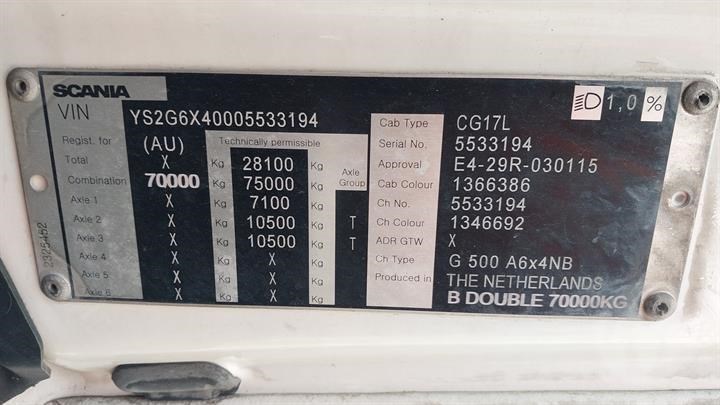 SCANIA
1,0 %
VIN YS2G6X40005533194 Cab Type CG17L
Regist. for (AU) Technically permissible Serial No. 5533194
Total X Kg 28100 Kg Axle Group Approval E4-29R-030115
Combination 70000 Kg 75000 Kg Cab Colour 1366386
Axle 1 X Kg 7100 Kg Ch No. 5533194
Axle 2 X Kg 10500 Kg T Ch Colour 1346692
Axle 3 X Kg 10500 Kg T ADR GTW X
Axle 4 X Kg X Kg Ch Type G 500 A6x4NB
Axle 5 X Kg X Kg Produced in THE NETHERLANDS
Axle 6 X Kg X Kg B DOUBLE 70000KG
2325452